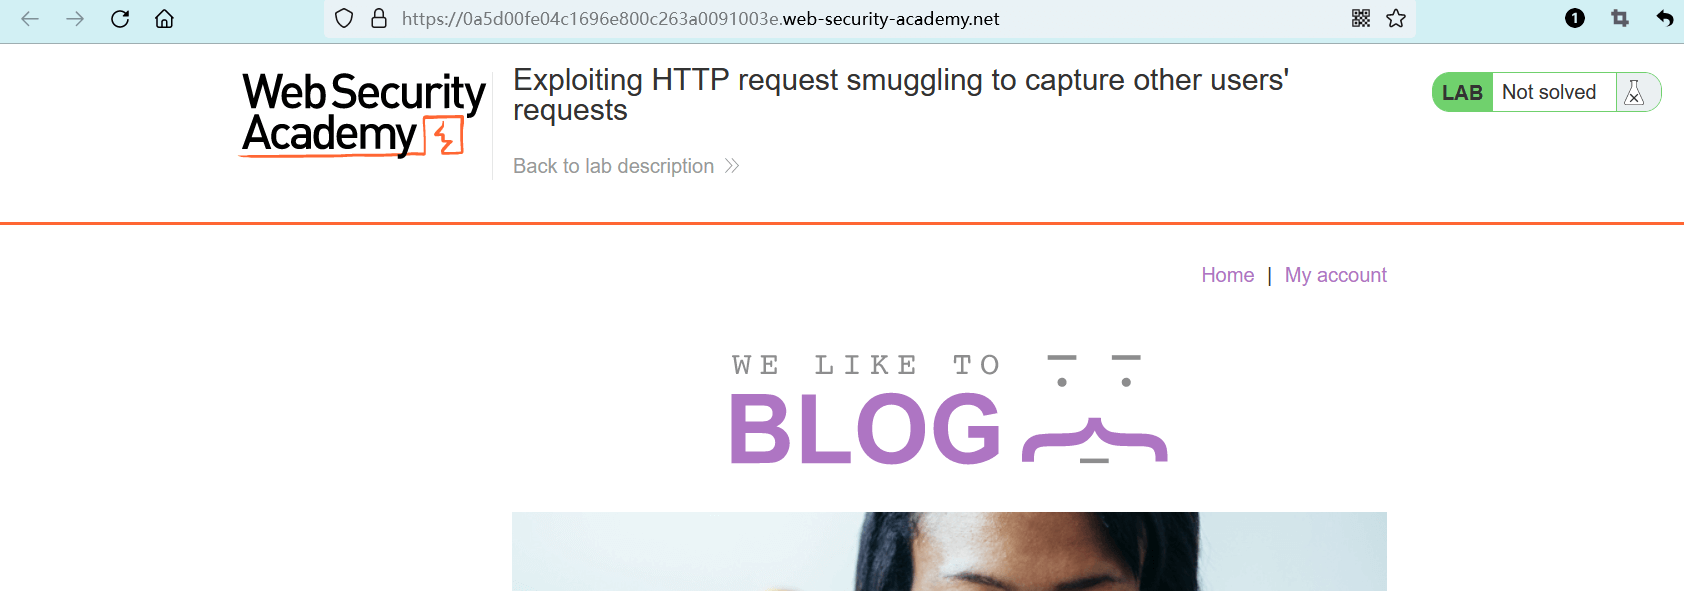 https://0a5d00fe04c1696e800c263a0091003e.web-security-academy.net
1
Web Security
Academy
Exploiting HTTP request smuggling to capture other users'
requests
Back to lab description
LAB Not solved
Home | My account
WE LIKE TO
BLOG